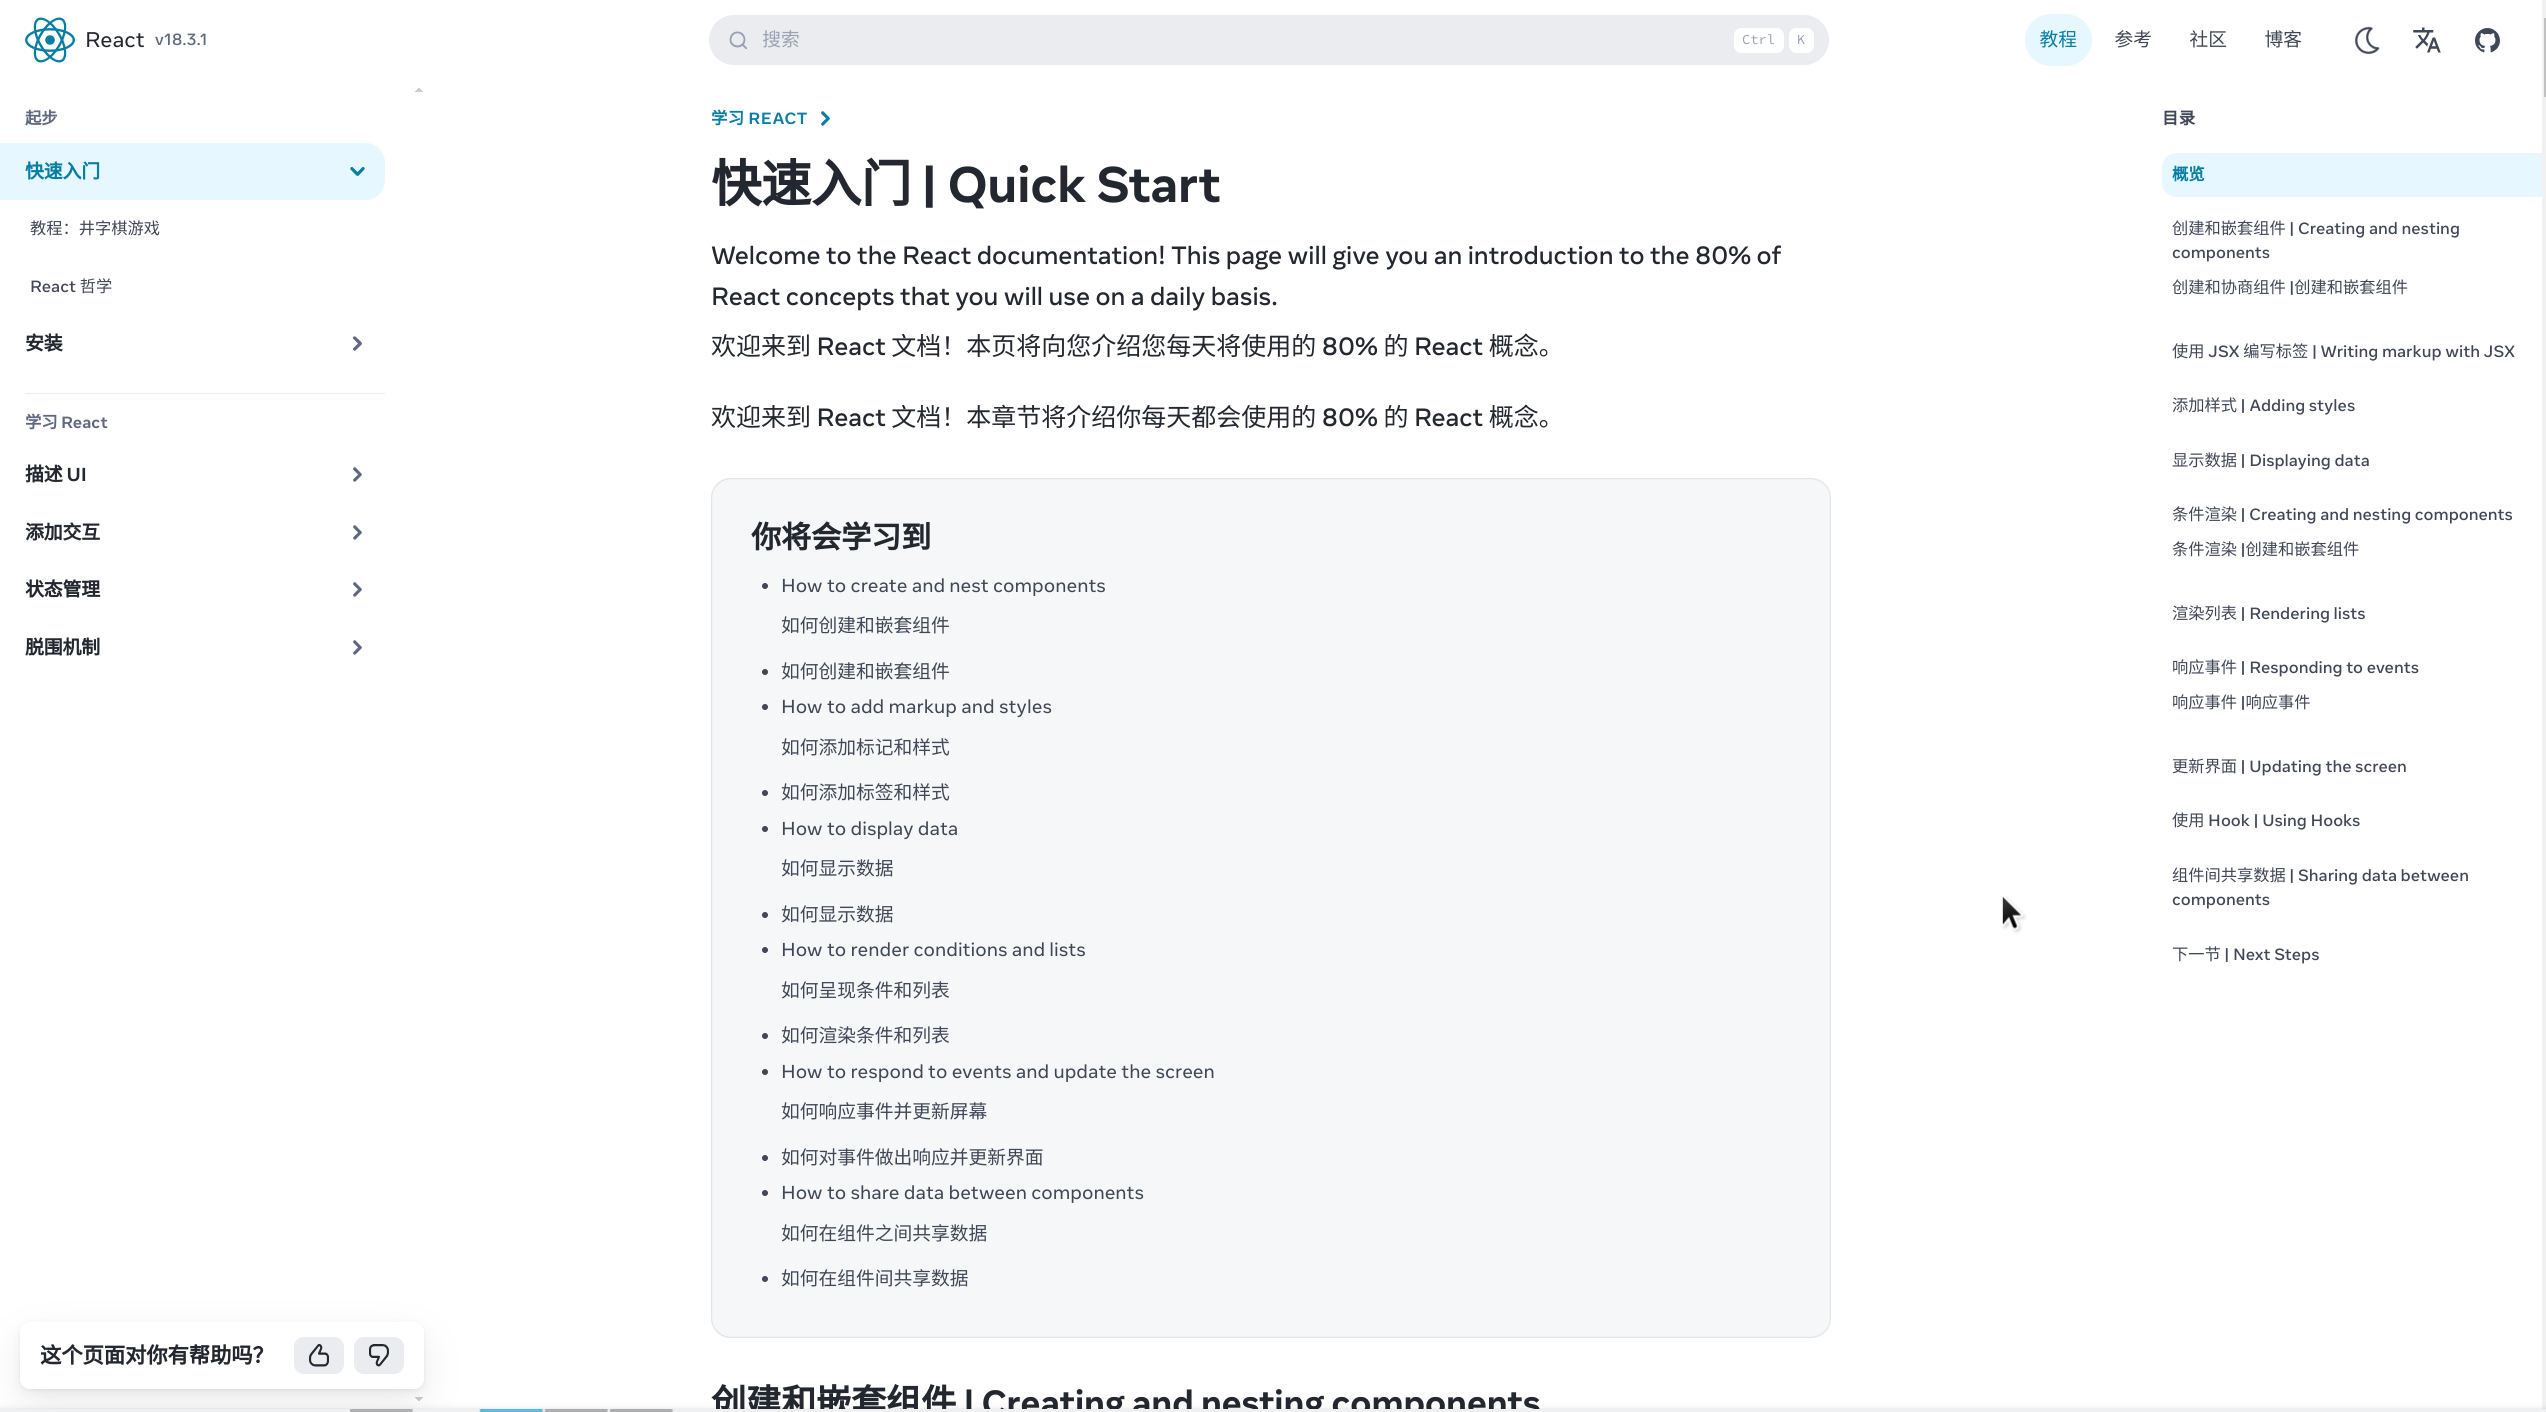 React v18.3.1
搜索
Ctrl K
教程
参考
社区
博客
起步
快速入门
教程：井字棋游戏
React 哲学
安装
学习 React
描述 UI
添加交互
状态管理
脱围机制
这个页面对你有帮助吗？
学习 REACT
快速入门 | Quick Start
Welcome to the React documentation! This page will give you an introduction to the 80% of
React concepts that you will use on a daily basis.
欢迎来到 React 文档！本页将向您介绍您每天将使用的 80% 的 React 概念。
欢迎来到 React 文档！本章节将介绍你每天都会使用的 80% 的 React 概念。
你将会学习到
How to create and nest components
如何创建和嵌套组件
如何创建和嵌套组件
How to add markup and styles
如何添加标记和样式
如何添加标签和样式
How to display data
如何显示数据
如何显示数据
How to render conditions and lists
如何呈现条件和列表
如何渲染条件和列表
How to respond to events and update the screen
如何响应事件并更新屏幕
如何对事件做出响应并更新界面
How to share data between components
如何在组件之间共享数据
如何在组件间共享数据
创建和嵌套组件 | Creating and nesting components
目录
概览
创建和嵌套组件 | Creating and nesting
components
创建和协商组件 |创建和嵌套组件
使用 JSX 编写标签 | Writing markup with JSX
添加样式 | Adding styles
显示数据 | Displaying data
条件渲染 | Creating and nesting components
条件渲染 |创建和嵌套组件
渲染列表 | Rendering lists
响应事件 | Responding to events
响应事件 |响应事件
更新界面 | Updating the screen
使用 Hook | Using Hooks
组件间共享数据 | Sharing data between
components
下一节 | Next Steps